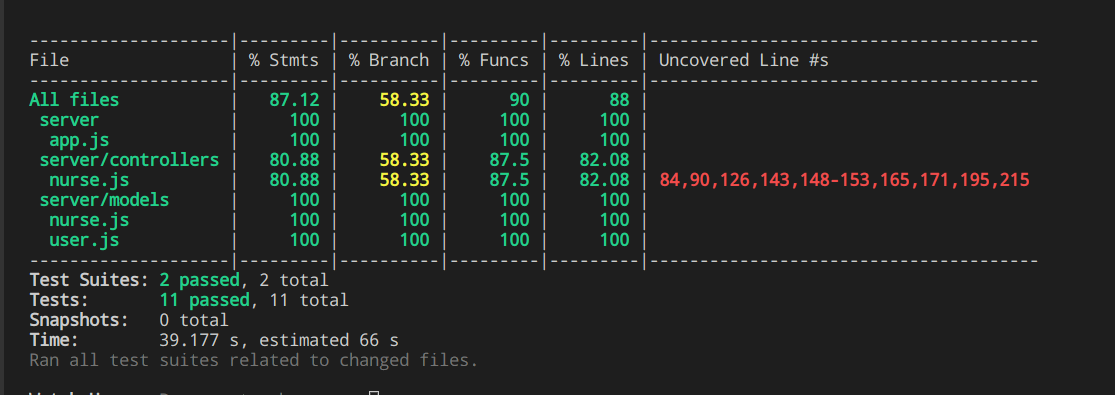 --------------------|---------|----------|---------|---------|---------------------------------------
File                | % Stmts | % Branch | % Funcs | % Lines | Uncovered Line #s
--------------------|---------|----------|---------|---------|---------------------------------------
All files           |   87.12 |    58.33 |      90 |      88 |
 server             |     100 |      100 |     100 |     100 |
  app.js            |     100 |      100 |     100 |     100 |
 server/controllers |   80.88 |    58.33 |    87.5 |   82.08 |
  nurse.js          |   80.88 |    58.33 |    87.5 |   82.08 | 84,90,126,143,148-153,165,171,195,215
 server/models      |     100 |      100 |     100 |     100 |
  nurse.js          |     100 |      100 |     100 |     100 |
  user.js           |     100 |      100 |     100 |     100 |
--------------------|---------|----------|---------|---------|---------------------------------------
Test Suites: 2 passed, 2 total
Tests:       11 passed, 11 total
Snapshots:   0 total
Time:        39.177 s, estimated 66 s
Ran all test suites related to changed files.